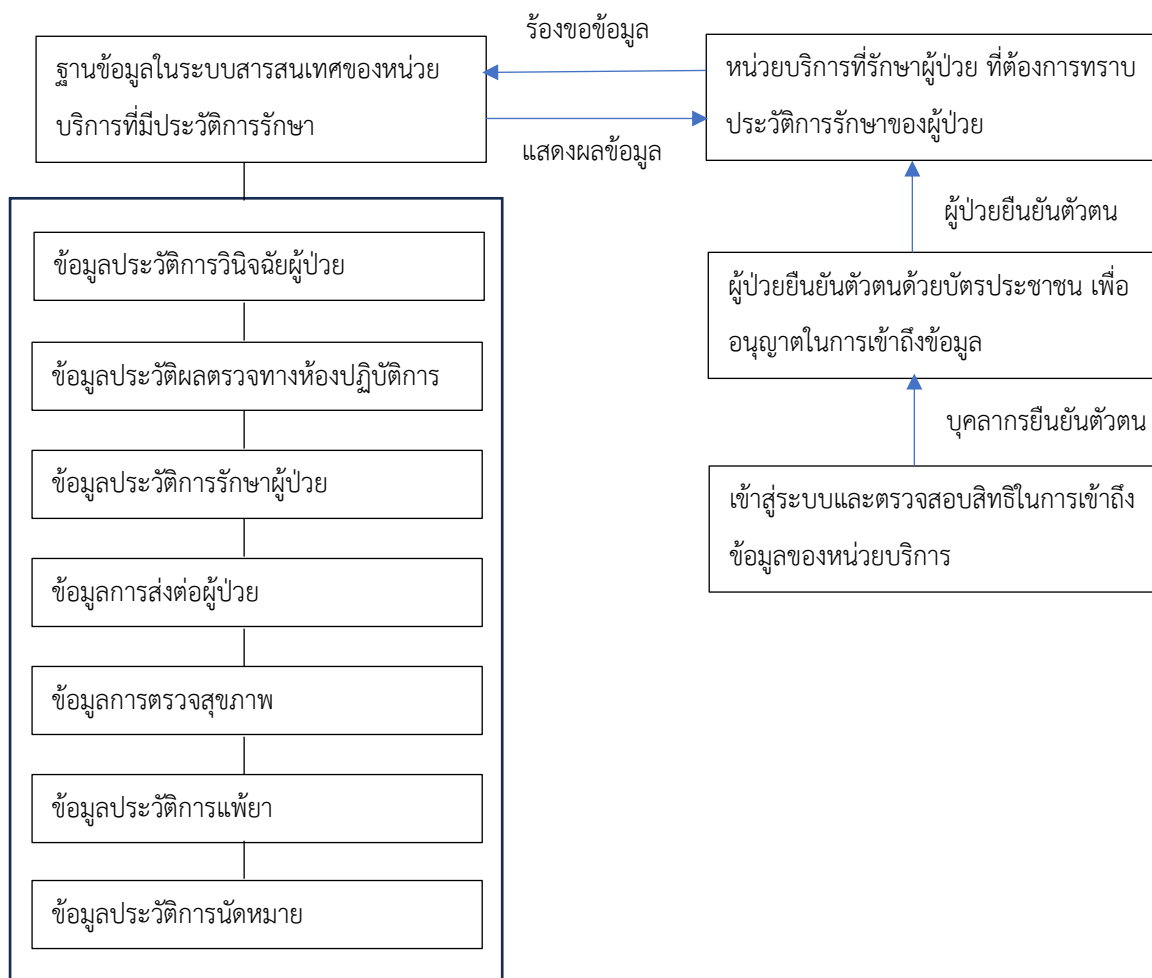 ร้องขอข้อมูล
ฐานข้อมูลในระบบสารสนเทศของหน่วย
บริการที่มีประวัติการรักษา
หน่วยบริการที่รักษาผู้ป่วย ที่ต้องการทราบ
ประวัติการรักษาของผู้ป่วย
แสดงผลข้อมูล
ผู้ป่วยยืนยันตัวตน
ข้อมูลประวัติการวินิจฉัยผู้ป่วย
ผู้ป่วยยืนยันตัวตนด้วยบัตรประชาชน เพื่อ
อนุญาตในการเข้าถึงข้อมูล
ข้อมูลประวัติผลตรวจทางห้องปฏิบัติการ
บุคลากรยืนยันตัวตน
ข้อมูลประวัติการรักษาผู้ป่วย
เข้าสู่ระบบและตรวจสอบสิทธิในการเข้าถึง
ข้อมูลของหน่วยบริการ
ข้อมูลการส่งต่อผู้ป่วย
ข้อมูลการตรวจสุขภาพ
ข้อมูลประวัติการแพ้ยา
ข้อมูลประวัติการนัดหมาย